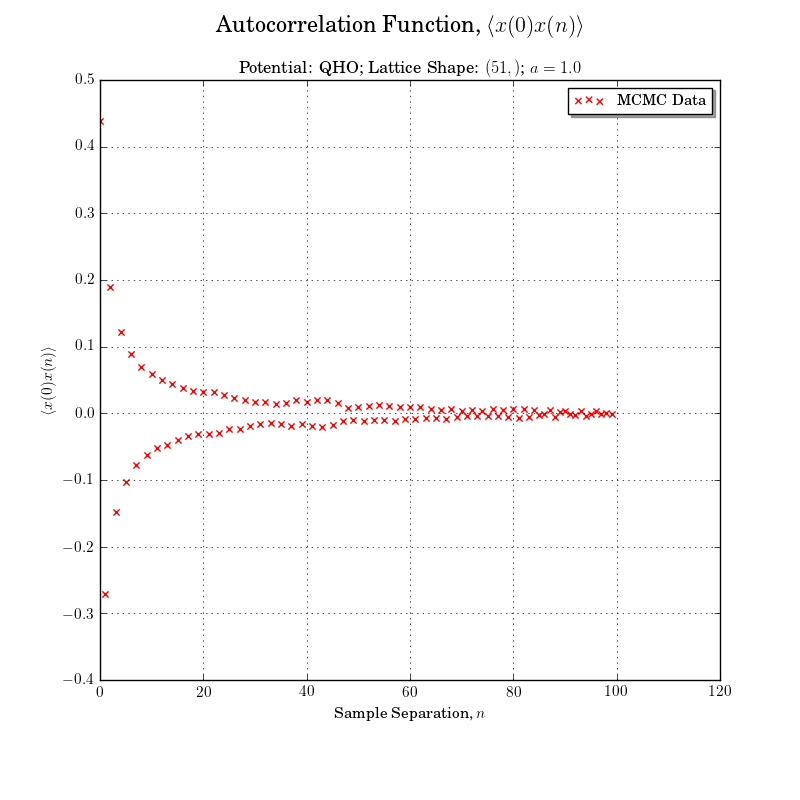 Autocorrelation Function, ⟨x(0)x(n)⟩
Potential: QHO; Lattice Shape: (51,); a = 1.0
MCMC Data
0.5
0.4
0.3
0.2
0.1
0.0
−0.1
−0.2
−0.3
−0.4
⟨x(0)x(n)⟩
0 20 40 60 80 100 120
Sample Separation, n